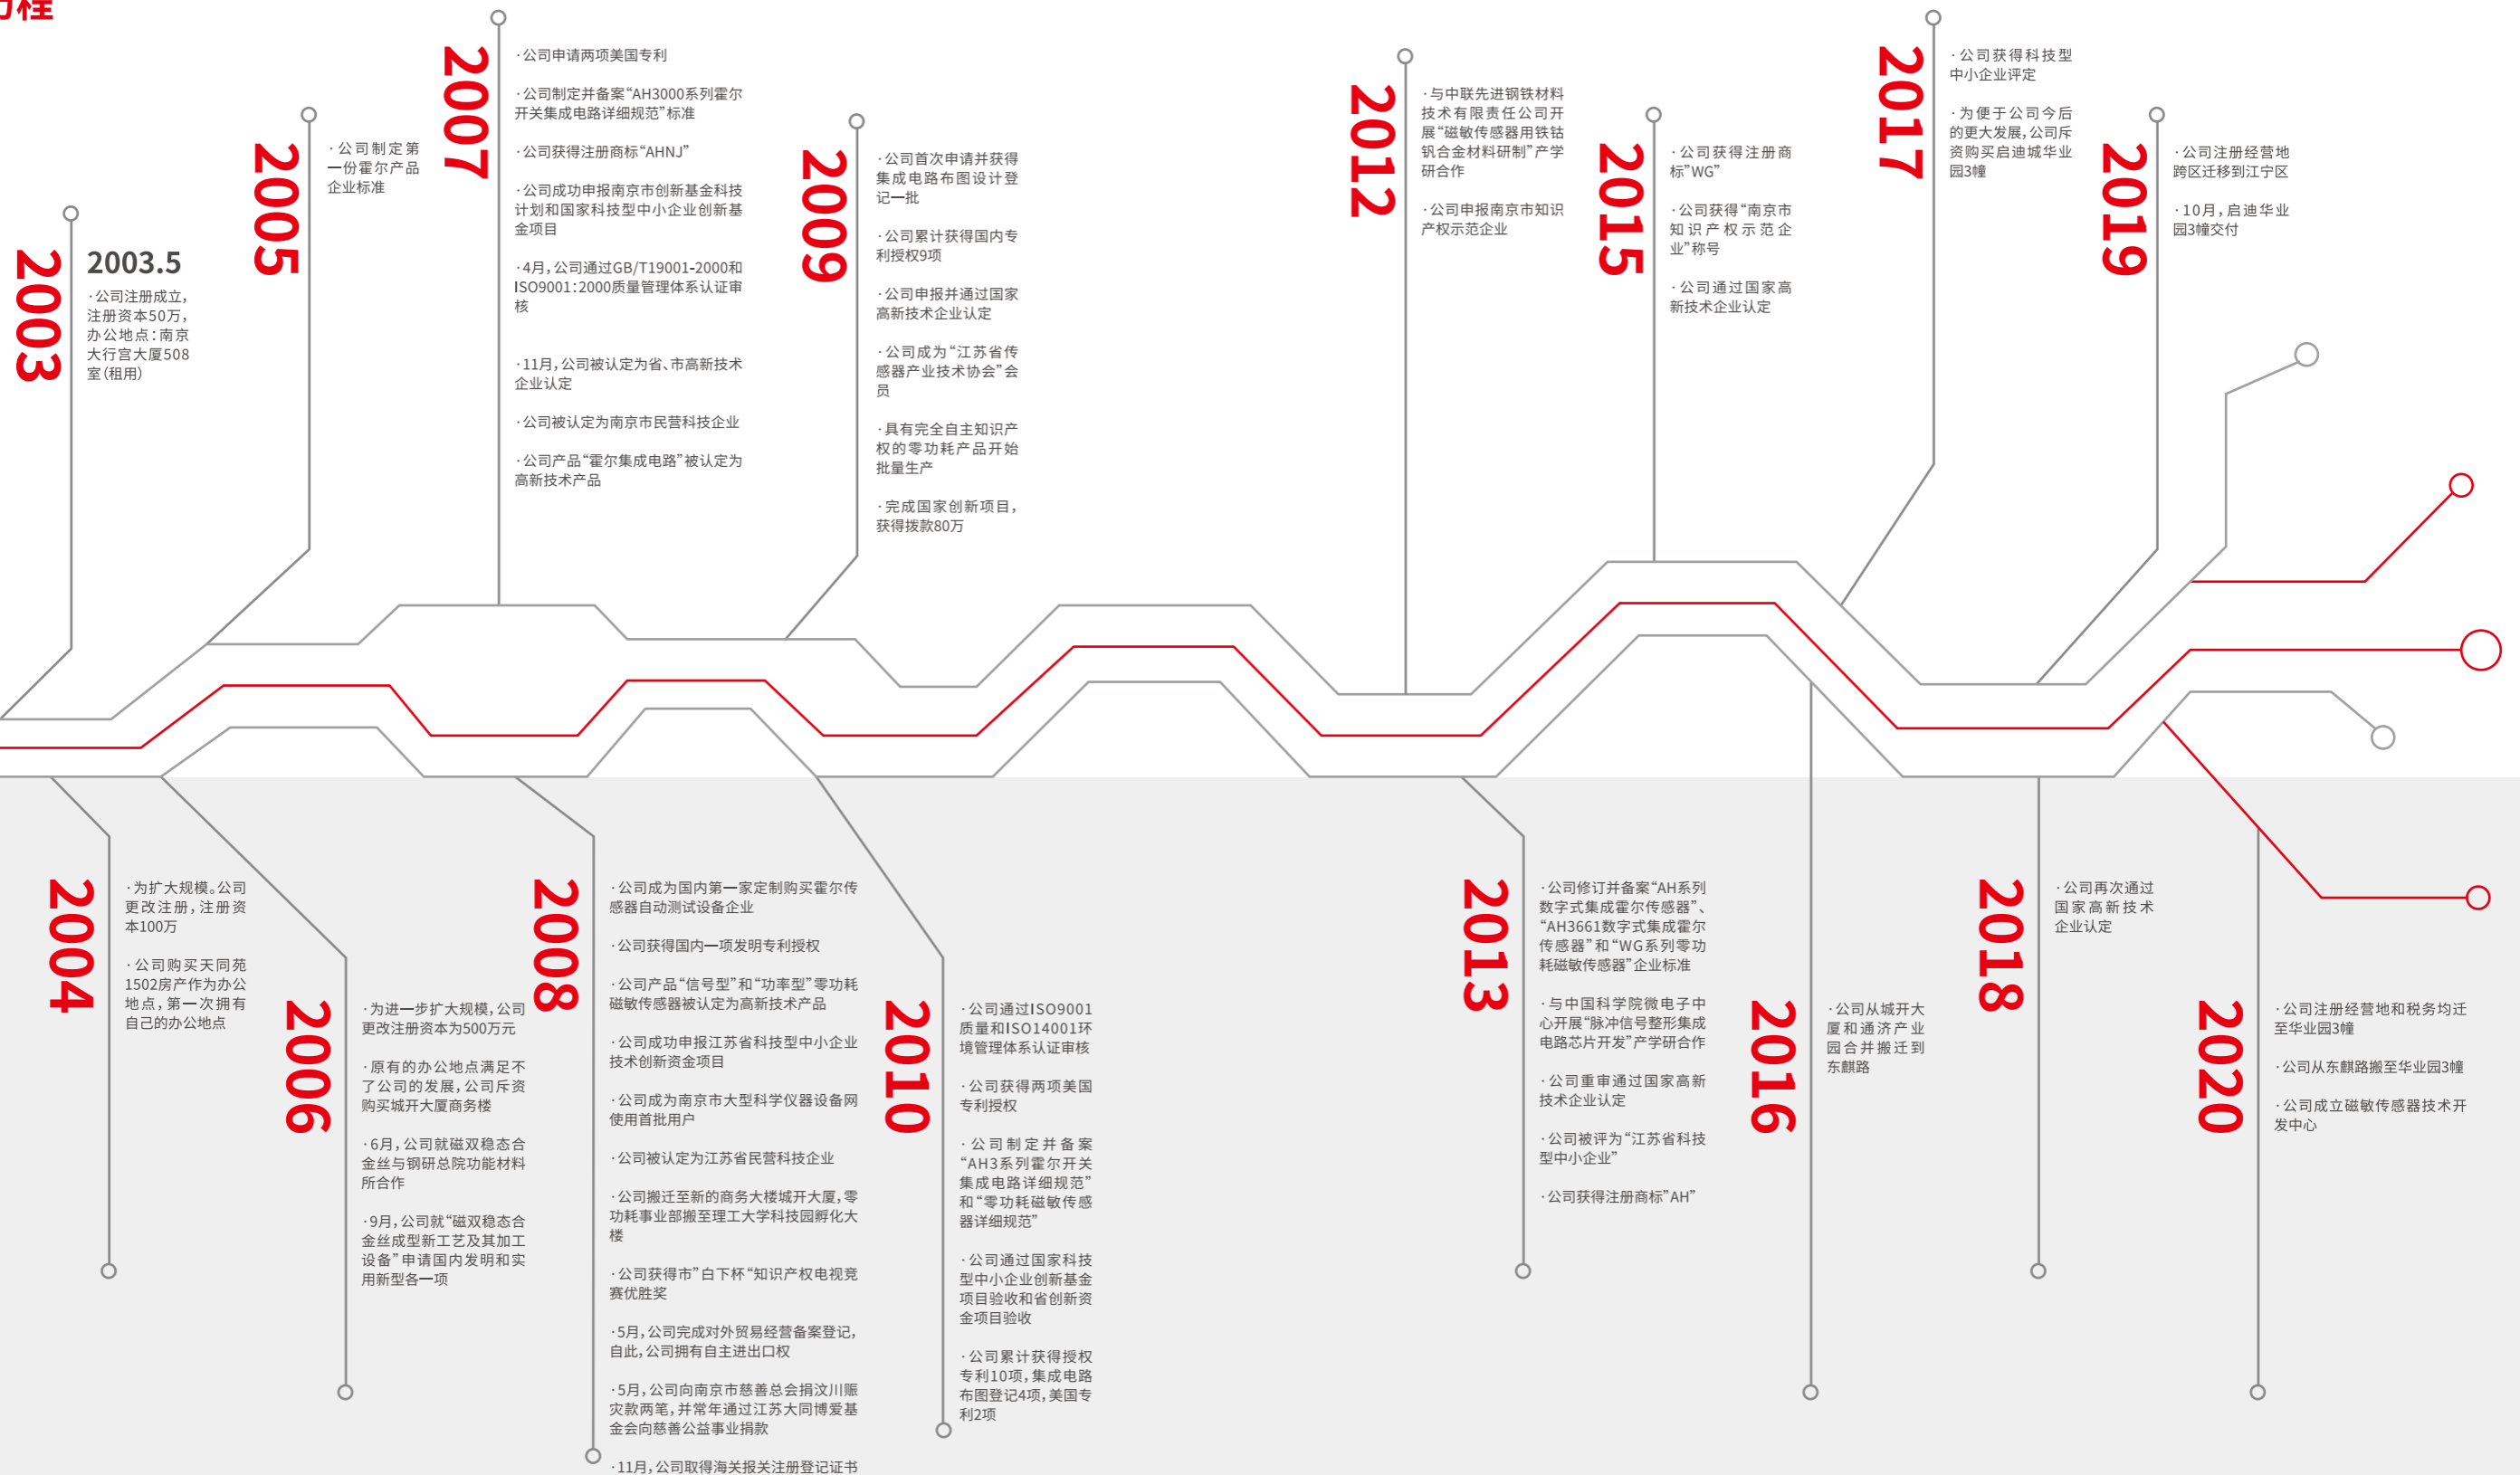 程
2003
2003.5
·公司注册成立，
注册资本50万，
办公地点：南京
大行宫大厦508
室（租用）
2005
·公司制定第
一份霍尔产品
企业标准
2007
·公司申请两项美国专利
·公司制定并备案“AH3000系列霍尔
开关集成电路详细规范”标准
·公司获得注册商标“AHNJ”
·公司成功申报南京市创新基金科技
计划和国家科技型中小企业创新基
金项目
·4月，公司通过GB/T19001-2000和
ISO9001：2000质量管理体系认证审
核
·11月，公司被认定为省、市高新技术
企业认定
·公司被认定为南京市民营科技企业
·公司产品“霍尔集成电路”被认定为
高新技术产品
2009
·公司首次申请并获得
集成电路布图设计登
记一批
·公司累计获得国内专
利授权9项
·公司申报并通过国家
高新技术企业认定
·公司成为“江苏省传
感器产业技术协会”会
员
·具有完全自主知识产
权的零功耗产品开始
批量生产
·完成国家创新项目，
获得拨款80万
2012
·与中联先进钢铁材料
技术有限责任公司开
展“磁敏传感器用铁钴
钒合金材料研制”产学
研合作
·公司申报南京市知识
产权示范企业
2015
·公司获得注册商
标”WG”
·公司获得“南京市
知识产权示范企
业”称号
·公司通过国家高
新技术企业认定
2017
·公司获得科技型
中小企业评定
·为便于公司今后
的更大发展，公司斥
资购买启迪城华业
园3幢
2019
·公司注册经营地
跨区迁移到江宁区
·10月，启迪华业
园3幢交付
2004
·为扩大规模。公司
更改注册，注册资
本100万
·公司购买天同苑
1502房产作为办公
地点，第一次拥有
自己的办公地点
2006
·为进一步扩大规模，公司
更改注册资本为500万元
·原有的办公地点满足不
了公司的发展，公司斥资
购买城开大厦商务楼
·6月，公司就磁双稳态合
金丝与钢研总院功能材料
所合作
·9月，公司就“磁双稳态合
金丝成型新工艺及其加工
设备”申请国内发明和实
用新型各一项
2008
·公司成为国内第一家定制购买霍尔传
感器自动测试设备企业
·公司获得国内一项发明专利授权
·公司产品“信号型”和“功率型”零功耗
磁敏传感器被认定为高新技术产品
·公司成功申报江苏省科技型中小企业
技术创新资金项目
·公司成为南京市大型科学仪器设备网
使用首批用户
·公司被认定为江苏省民营科技企业
·公司搬迁至新的商务大楼城开大厦，零
功耗事业部搬至理工大学科技园孵化大
楼
·公司获得市”白下杯“知识产权电视竞
赛优胜奖
·5月，公司完成对外贸易经营备案登记，
自此，公司拥有自主进出口权
·5月，公司向南京市慈善总会捐汶川赈
灾款两笔，并常年通过江苏大同博爱基
金会向慈善公益事业捐款
·11月，公司取得海关报关注册登记证书
2010
·公司通过ISO9001
质量和ISO14001环
境管理体系认证审核
·公司获得两项美国
专利授权
·公司制定并备案
“AH3系列霍尔开关
集成电路详细规范”
和“零功耗磁敏传感
器详细规范”
·公司通过国家科技
型中小企业创新基金
项目验收和省创新资
金项目验收
·公司累计获得授权
专利10项，集成电路
布图登记4项，美国专
利2项
2013
·公司修订并备案“AH系列
数字式集成霍尔传感器”、
“AH3661数字式集成霍尔
传感器”和“WG系列零功
耗磁敏传感器”企业标准
·与中国科学院微电子中
心开展“脉冲信号整形集成
电路芯片开发”产学研合作
·公司重审通过国家高新
技术企业认定
·公司被评为“江苏省科技
型中小企业”
·公司获得注册商标”AH”
2016
·公司从城开大
厦和通济产业
园合并搬迁到
东麒路
2018
·公司再次通过
国家高新技术
企业认定
2020
·公司注册经营地和税务均迁
至华业园3幢
·公司从东麒路搬至华业园3幢
·公司成立磁敏传感器技术开
发中心